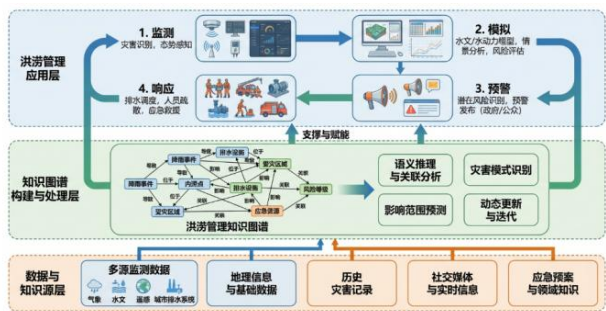 洪涝管理
应用层
1. 监测
灾害识别，态势感知
2. 模拟
水文/水动力模型，情
景分析，风险评估
4. 响应
排水调度，人员疏
散，应急救援
3. 预警
潜在风险识别，预警
发布（政府/公众）
支撑与赋能
知识图谱
构建与处理层
降雨事件
排水设施
受灾区域
降雨事件
内涝点
排水设施
风险等级
受灾区域
应急资源
导致
位于
影响
关联
洪涝管理知识图谱
语义推理
与关联分析
灾害模式识别
影响范围预测
动态更新
与迭代
数据与
知识源层
多源监测数据
气象
水文
遥感
城市排水系统
地理信息
与基础数据
历史
灾害记录
社交媒体
与实时信息
应急预案
与领域知识